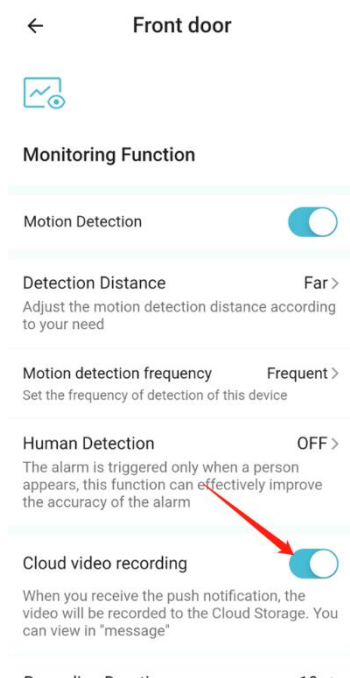 Front door
Monitoring Function
Motion Detection
Detection Distance Far
Adjust the motion detection distance according
to your need
Motion detection frequency Frequent
Set the frequency of detection of this device
Human Detection OFF
The alarm is triggered only when a person
appears, this function can effectively improve
the accuracy of the alarm
Cloud video recording
When you receive the push notification, the
video will be recorded to the Cloud Storage. You
can view in "message"